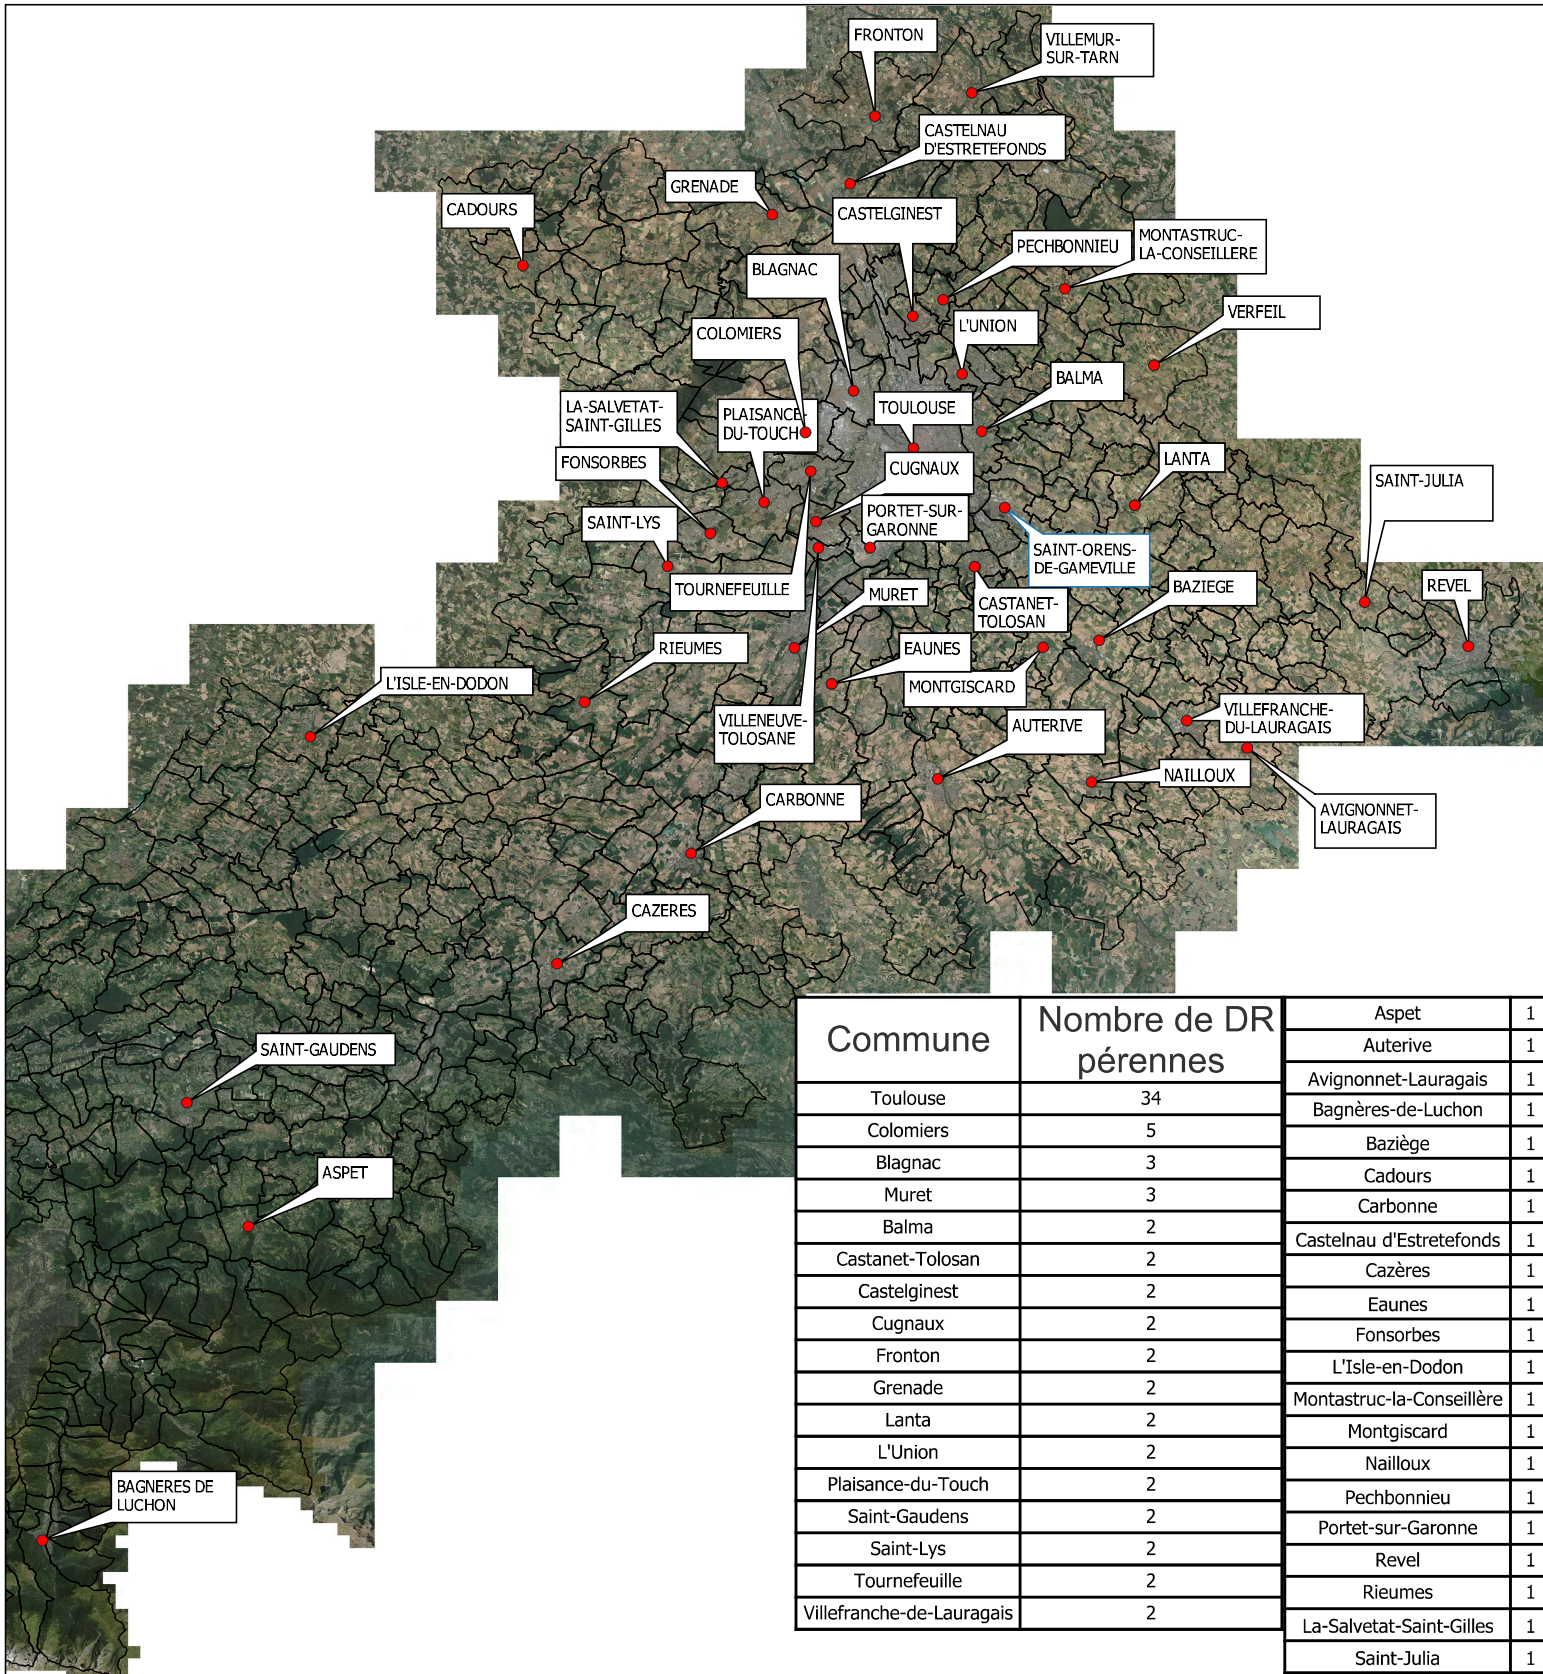 FRONTON
VILLEMUR-
SUR-TARN
CASTELNAU
D'ESTRETEFONDS
GRENADE
CADOURS
CASTELGINEST
PECHBONNIEU
MONTASTRUC-
LA-CONSEILLERE
BLAGNAC
VERFEIL
L'UNION
COLOMIERS
BALMA
LA-SALVETAT-
SAINT-GILLES
PLAISANCE-
DU-TOUCH
TOULOUSE
FONSORBES
CUGNAUX
LANTA
SAINT-JULIA
PORTET-SUR-
GARONNE
SAINT-LYS
SAINT-ORENS-
DE-GAMEVILLE
TOURNEFEUILLE
MURET
CASTANET-
TOLOSAN
BAZIEGE
REVEL
RIEUMES
EAUNES
L'ISLE-EN-DODON
MONTGISCARD
VILLENEUVE-
TOLOSANE
AUTERIVE
VILLEFRANCHE-
DU-LAURAGAIS
NAILLOUX
CARBONNE
AVIGNONNET-
LAURAGAIS
CAZERES
SAINT-GAUDENS
ASPET
BAGNERES DE
LUCHON
Commune
Nombre de DR
pérennes
Toulouse 34
Colomiers 5
Blagnac 3
Muret 3
Balma 2
Castanet-Tolosan 2
Castelginest 2
Cugnaux 2
Fronton 2
Grenade 2
Lanta 2
L'Union 2
Plaisance-du-Touch 2
Saint-Gaudens 2
Saint-Lys 2
Tournefeuille 2
Villefranche-de-Lauragais 2
Aspet 1
Auterive 1
Avignonnet-Lauragais 1
Bagnères-de-Luchon 1
Baziège 1
Cadours 1
Carbonne 1
Castelnau d'Estretefonds 1
Cazères 1
Eaunes 1
Fonsorbes 1
L'Isle-en-Dodon 1
Montastruc-la-Conseillère 1
Montgiscard 1
Nailloux 1
Pechbonnieu 1
Portet-sur-Garonne 1
Revel 1
Rieumes 1
La-Salvetat-Saint-Gilles 1
Saint-Julia 1